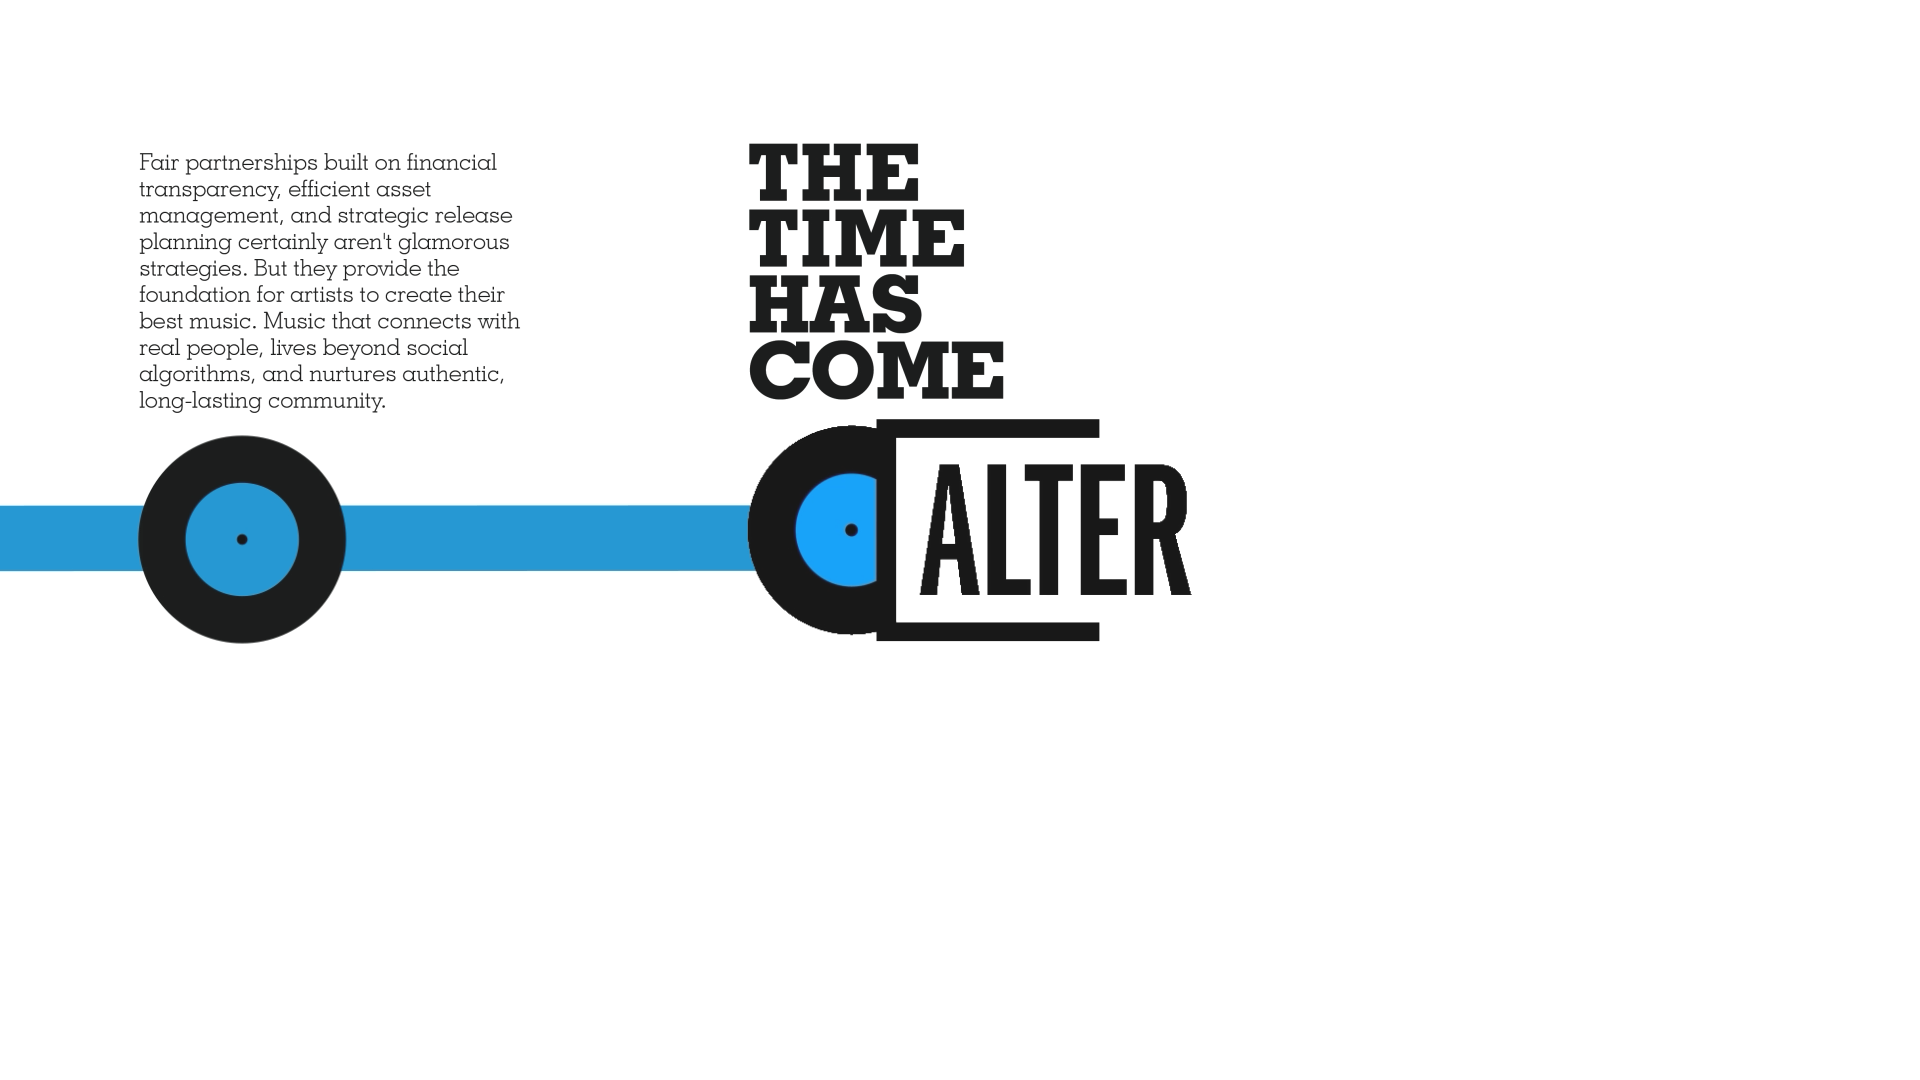 Fair partnerships built on financial
transparency, efficient asset
management, and strategic release
planning certainly aren't glamorous
strategies. But they provide the
foundation for artists to create their
best music. Music that connects with
real people, lives beyond social
algorithms, and nurtures authentic,
long-lasting community.
THE
TIME
HAS
COME
ALTER